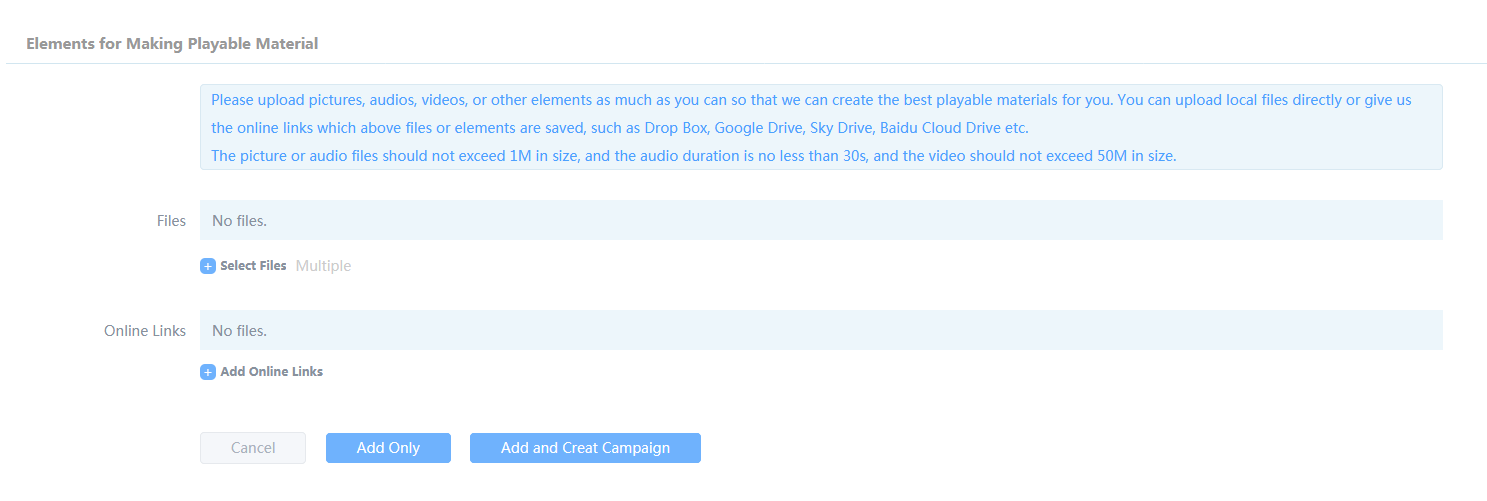 Elements for Making Playable Material
Please upload pictures, audios, videos, or other elements as much as you can so that we can create the best playable materials for you. You can upload local files directly or give us
the online links which above files or elements are saved, such as Drop Box, Google Drive, Sky Drive, Baidu Cloud Drive etc.
The picture or audio files should not exceed 1M in size, and the audio duration is no less than 30s, and the video should not exceed 50M in size.
Files No files.
+ Select Files Multiple
Online Links No files.
+ Add Online Links
Cancel Add Only Add and Creat Campaign